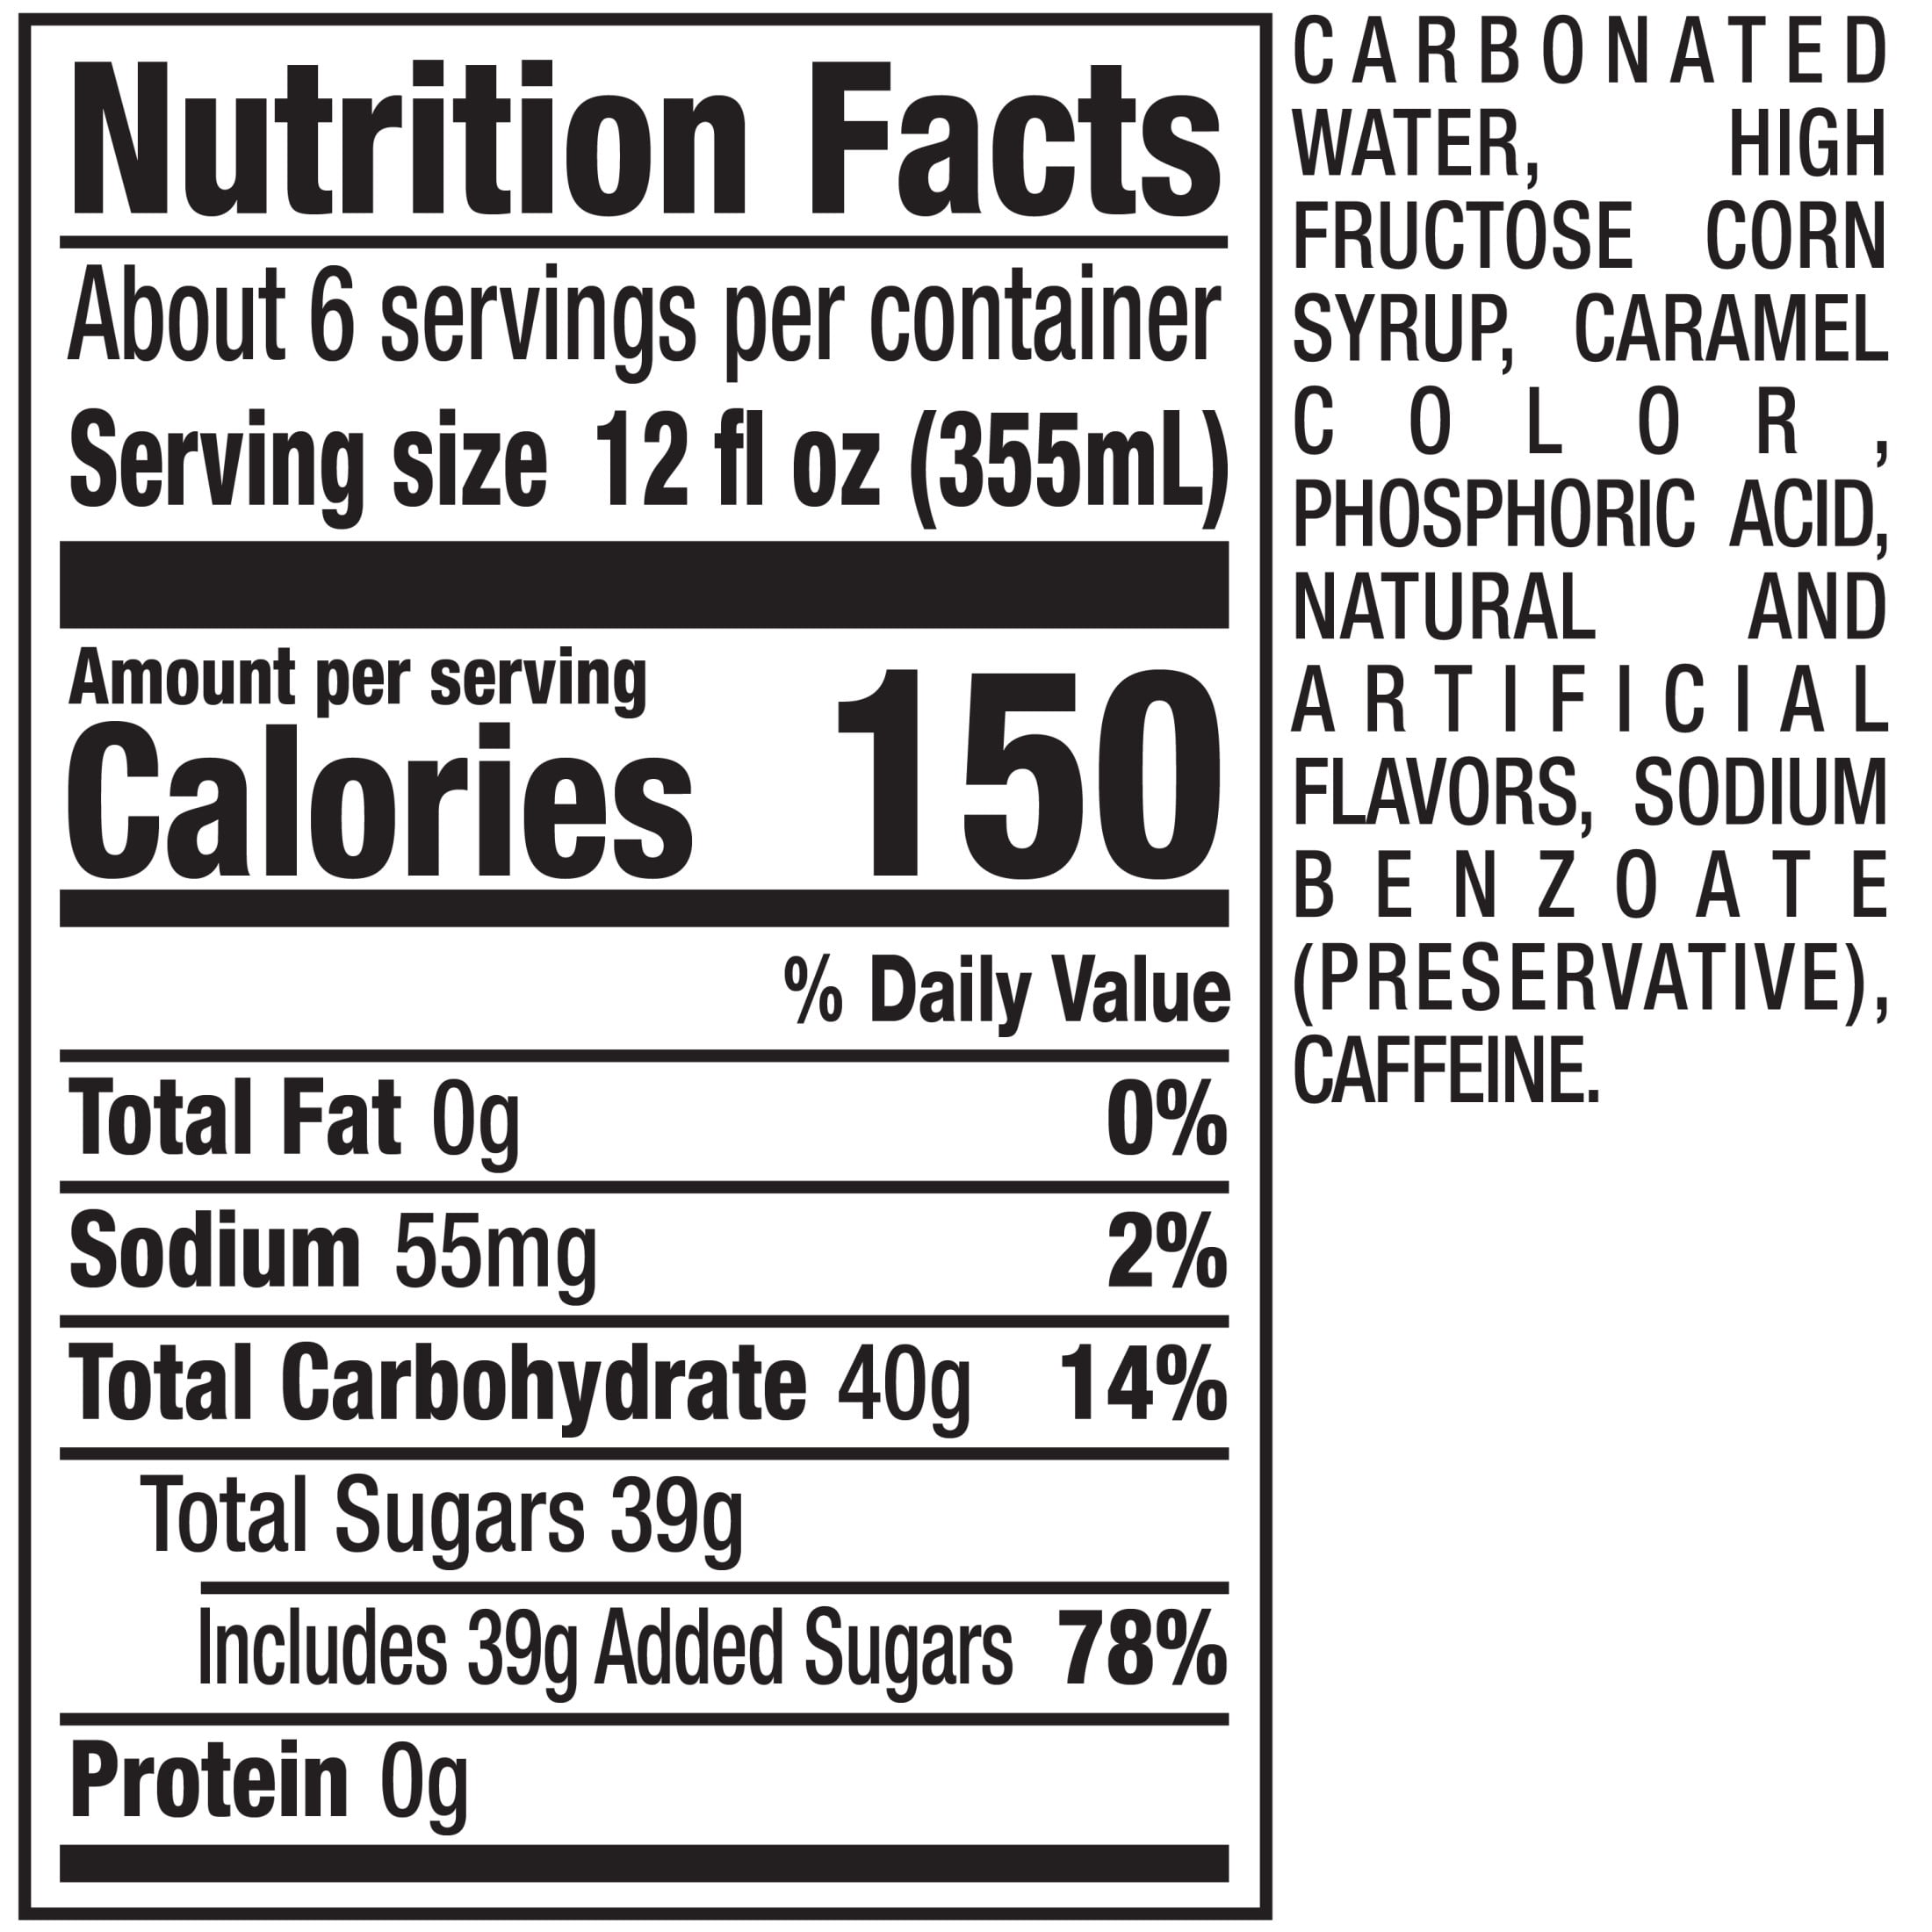 Nutrition Facts
About 6 servings per container
Serving size 12 fl oz (355mL)
Amount per serving
Calories 150
% Daily Value
Total Fat 0g 0%
Sodium 55mg 2%
Total Carbohydrate 40g 14%
Total Sugars 39g
Includes 39g Added Sugars 78%
Protein 0g
CARBONATED
WATER, HIGH
FRUCTOSE CORN
SYRUP, CARAMEL
COLOR,
PHOSPHORIC ACID,
NATURAL AND
ARTIFICIAL
FLAVORS, SODIUM
BENZOATE
(PRESERVATIVE),
CAFFEINE.